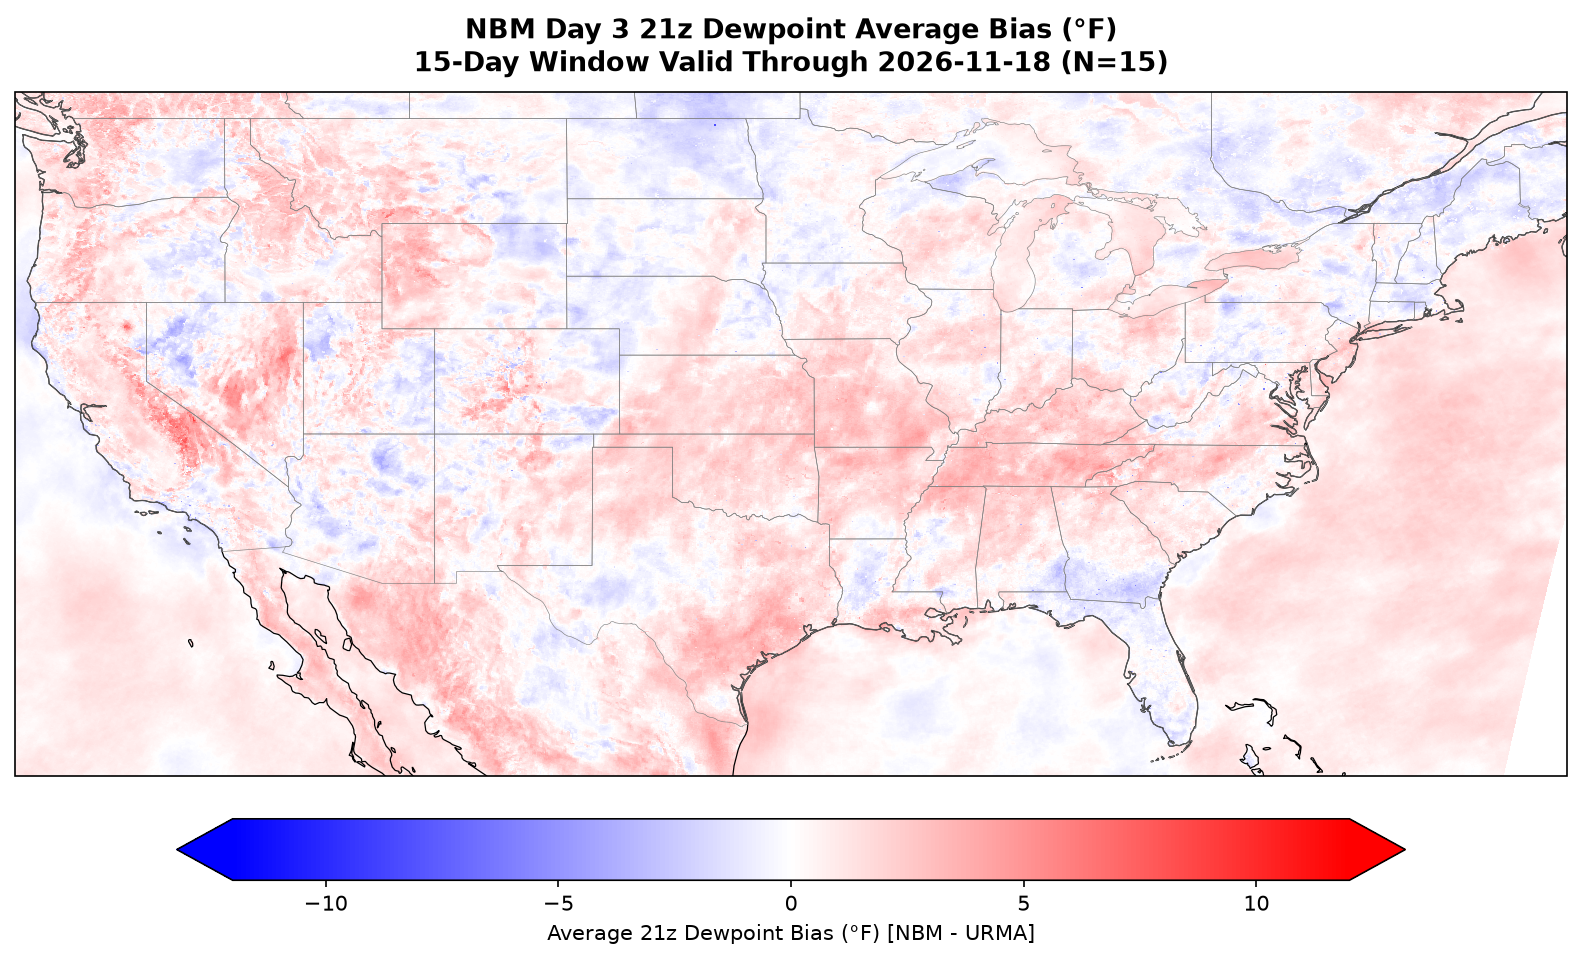 NBM Day 3 21z Dewpoint Average Bias (°F)
15-Day Window Valid Through 2026-11-18 (N=15)
−10 −5 0 5 10
Average 21z Dewpoint Bias (°F) [NBM - URMA]